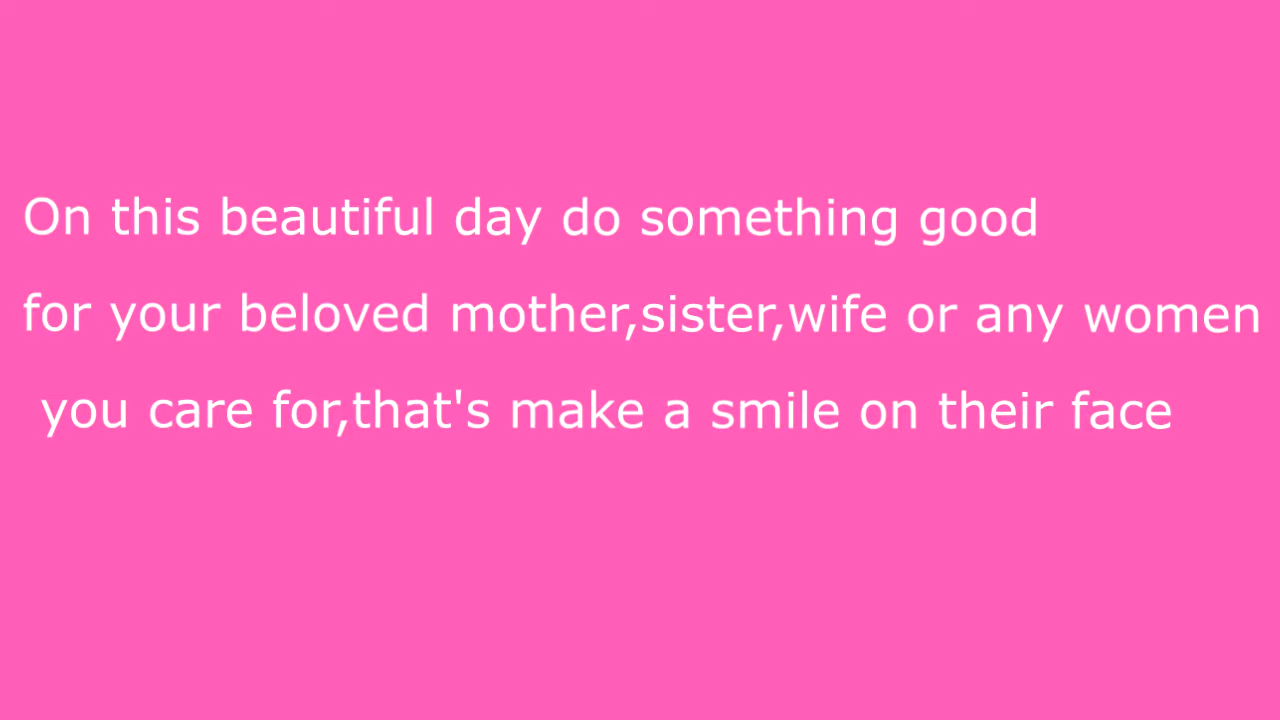 On this beautiful day do something good
for your beloved mother,sister,wife or any women
you care for,that's make a smile on their face